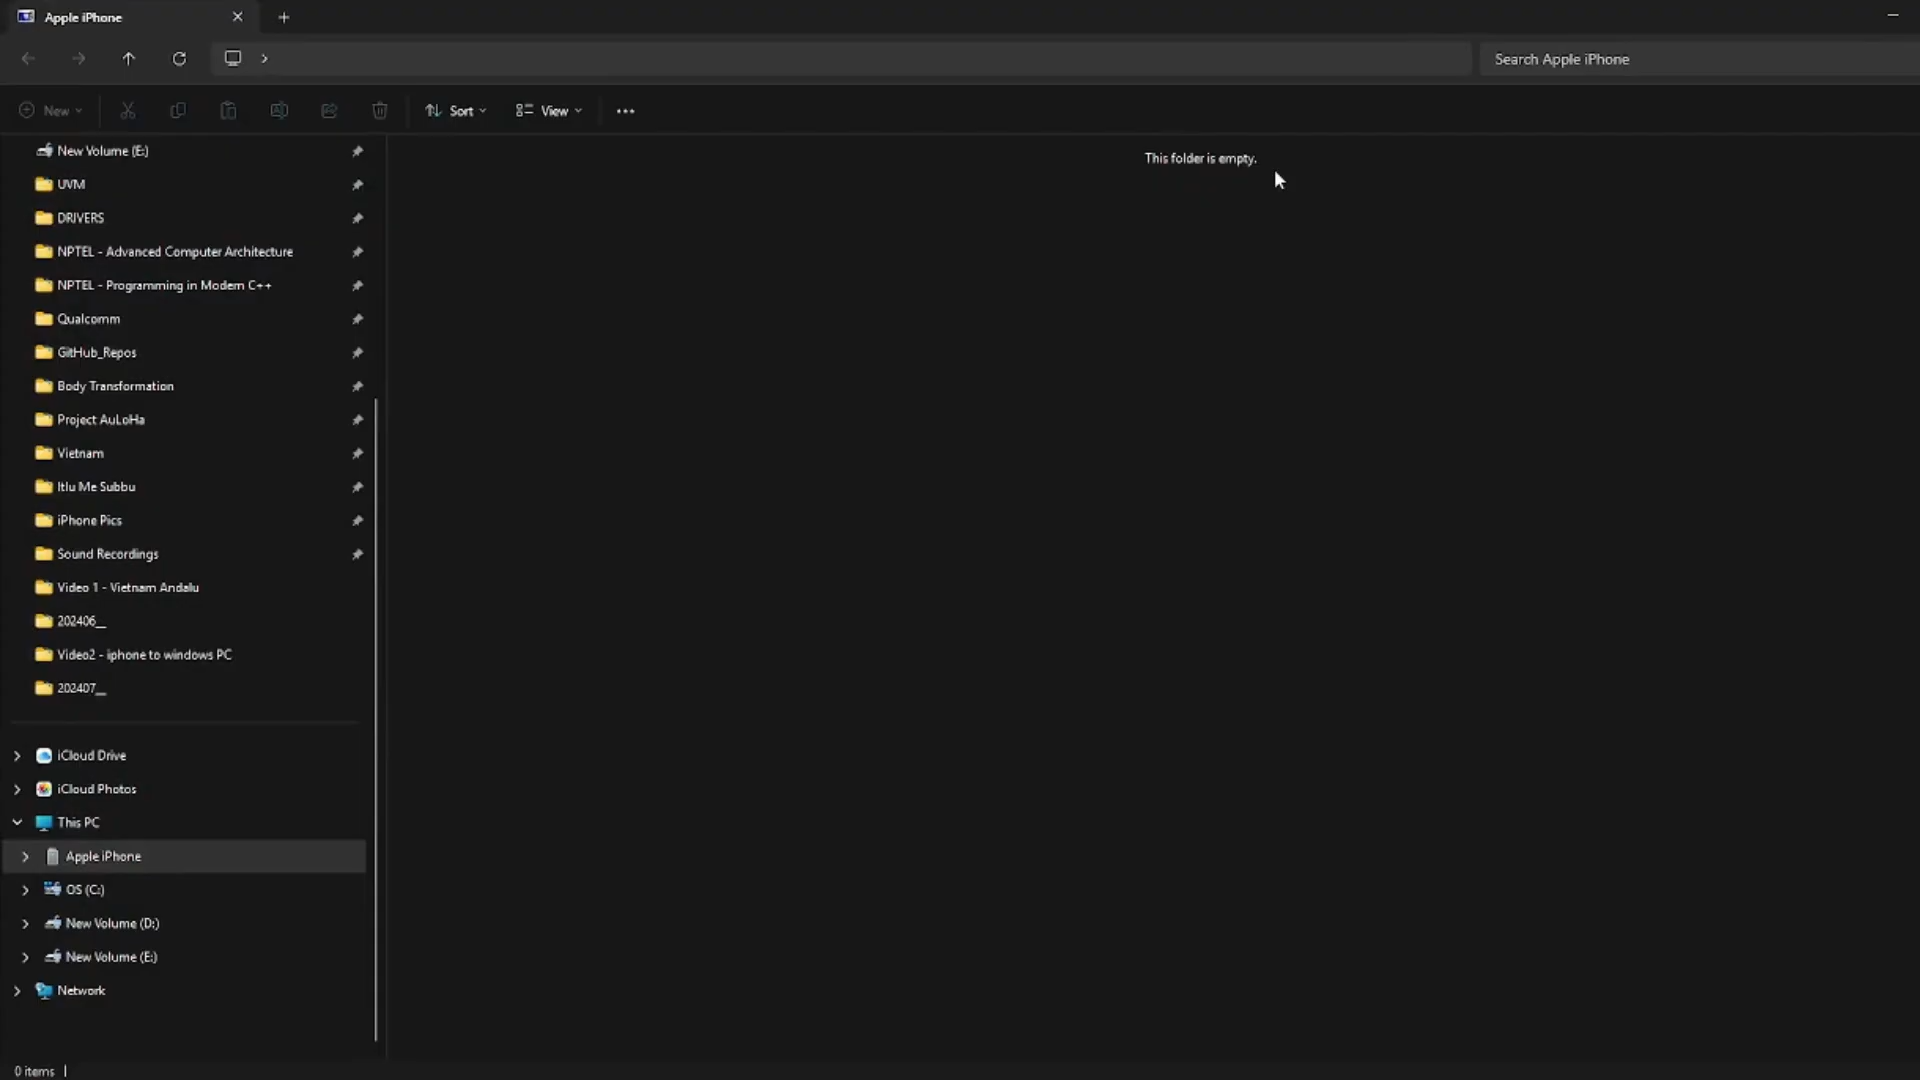 Apple iPhone
Search Apple iPhone
New
Sort
View
New Volume (E:)
UVM
DRIVERS
NPTEL - Advanced Computer Architecture
NPTEL - Programming in Modern C++
Qualcomm
GitHub_Repos
Body Transformation
Project AuLoHa
Vietnam
Itlu Me Subbu
iPhone Pics
Sound Recordings
Video 1 - Vietnam Andalu
202406__
Video2 - iphone to windows PC
202407__
iCloud Drive
iCloud Photos
This PC
Apple iPhone
OS (C:)
New Volume (D:)
New Volume (E:)
Network
This folder is empty.
0 items